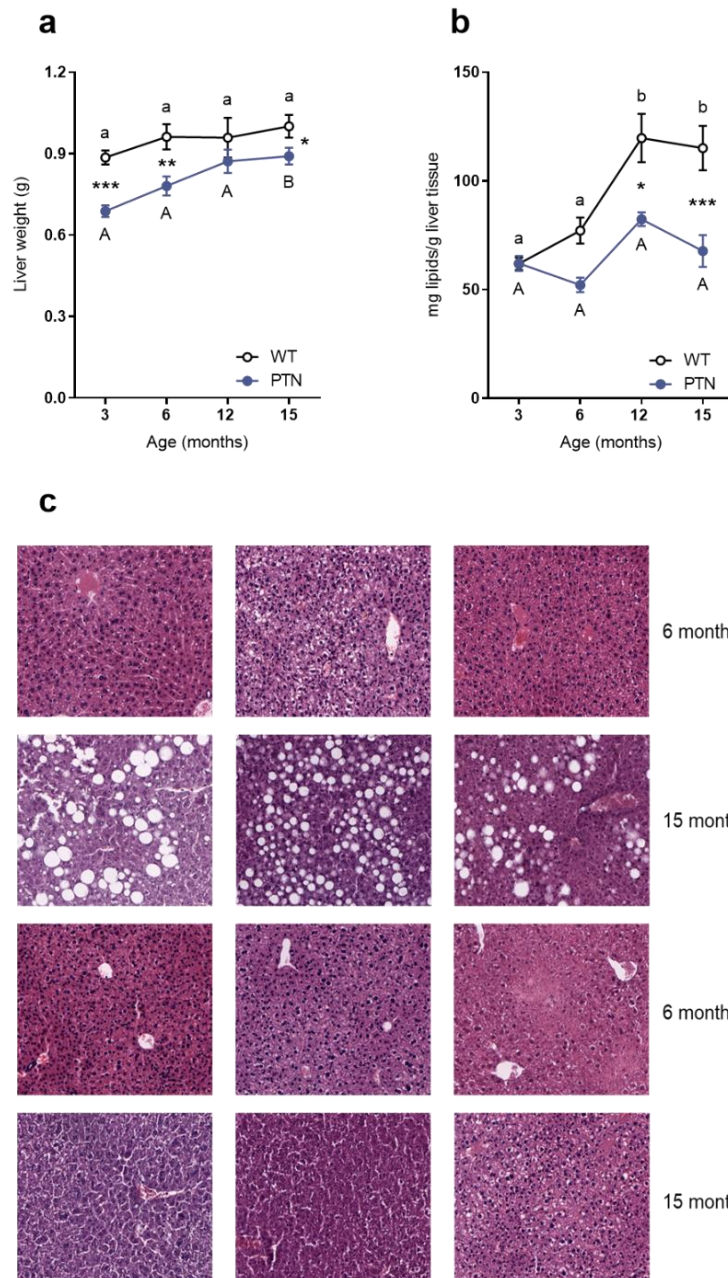 a
1.2
0.9
0.6
0.3
0.0
Liver weight (g)
a a a a
*** ** *
A A A B
WT
PTN
3 6 12 15
Age (months)
b
150
100
50
0
mg lipids/g liver tissue
a a b b
* ***
A A A A
WT
PTN
3 6 12 15
Age (months)
c
6 month
15 mont
6 month
15 mont